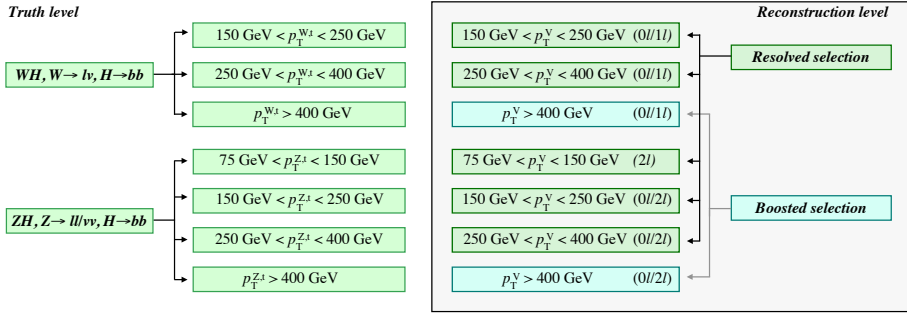 Truth level
Reconstruction level
150 GeV < p_T^{W,t} < 250 GeV
150 GeV < p_T^V < 250 GeV (0l/1l)
Resolved selection
WH, W→ lν, H→bb
250 GeV < p_T^{W,t} < 400 GeV
250 GeV < p_T^V < 400 GeV (0l/1l)
p_T^{W,t} > 400 GeV
p_T^V > 400 GeV (0l/1l)
75 GeV < p_T^{Z,t} < 150 GeV
75 GeV < p_T^V < 150 GeV (2l)
150 GeV < p_T^{Z,t} < 250 GeV
150 GeV < p_T^V < 250 GeV (0l/2l)
Boosted selection
ZH, Z→ ll/νν, H→bb
250 GeV < p_T^{Z,t} < 400 GeV
250 GeV < p_T^V < 400 GeV (0l/2l)
p_T^{Z,t} > 400 GeV
p_T^V > 400 GeV (0l/2l)